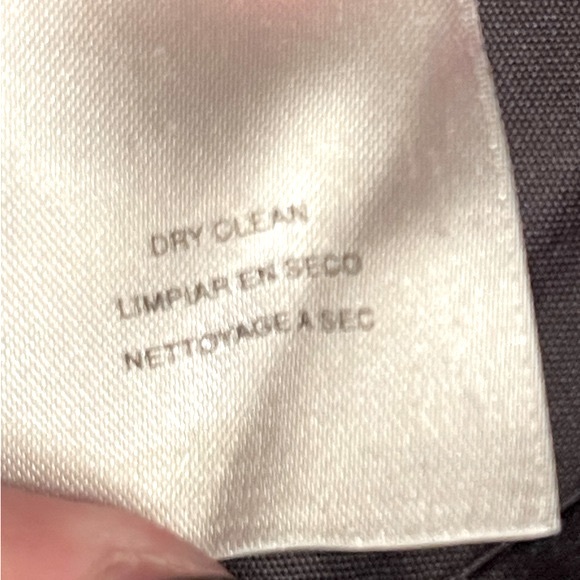 DRY CLEAN
LIMPIAR EN SECO
NETTOYAGE A SEC